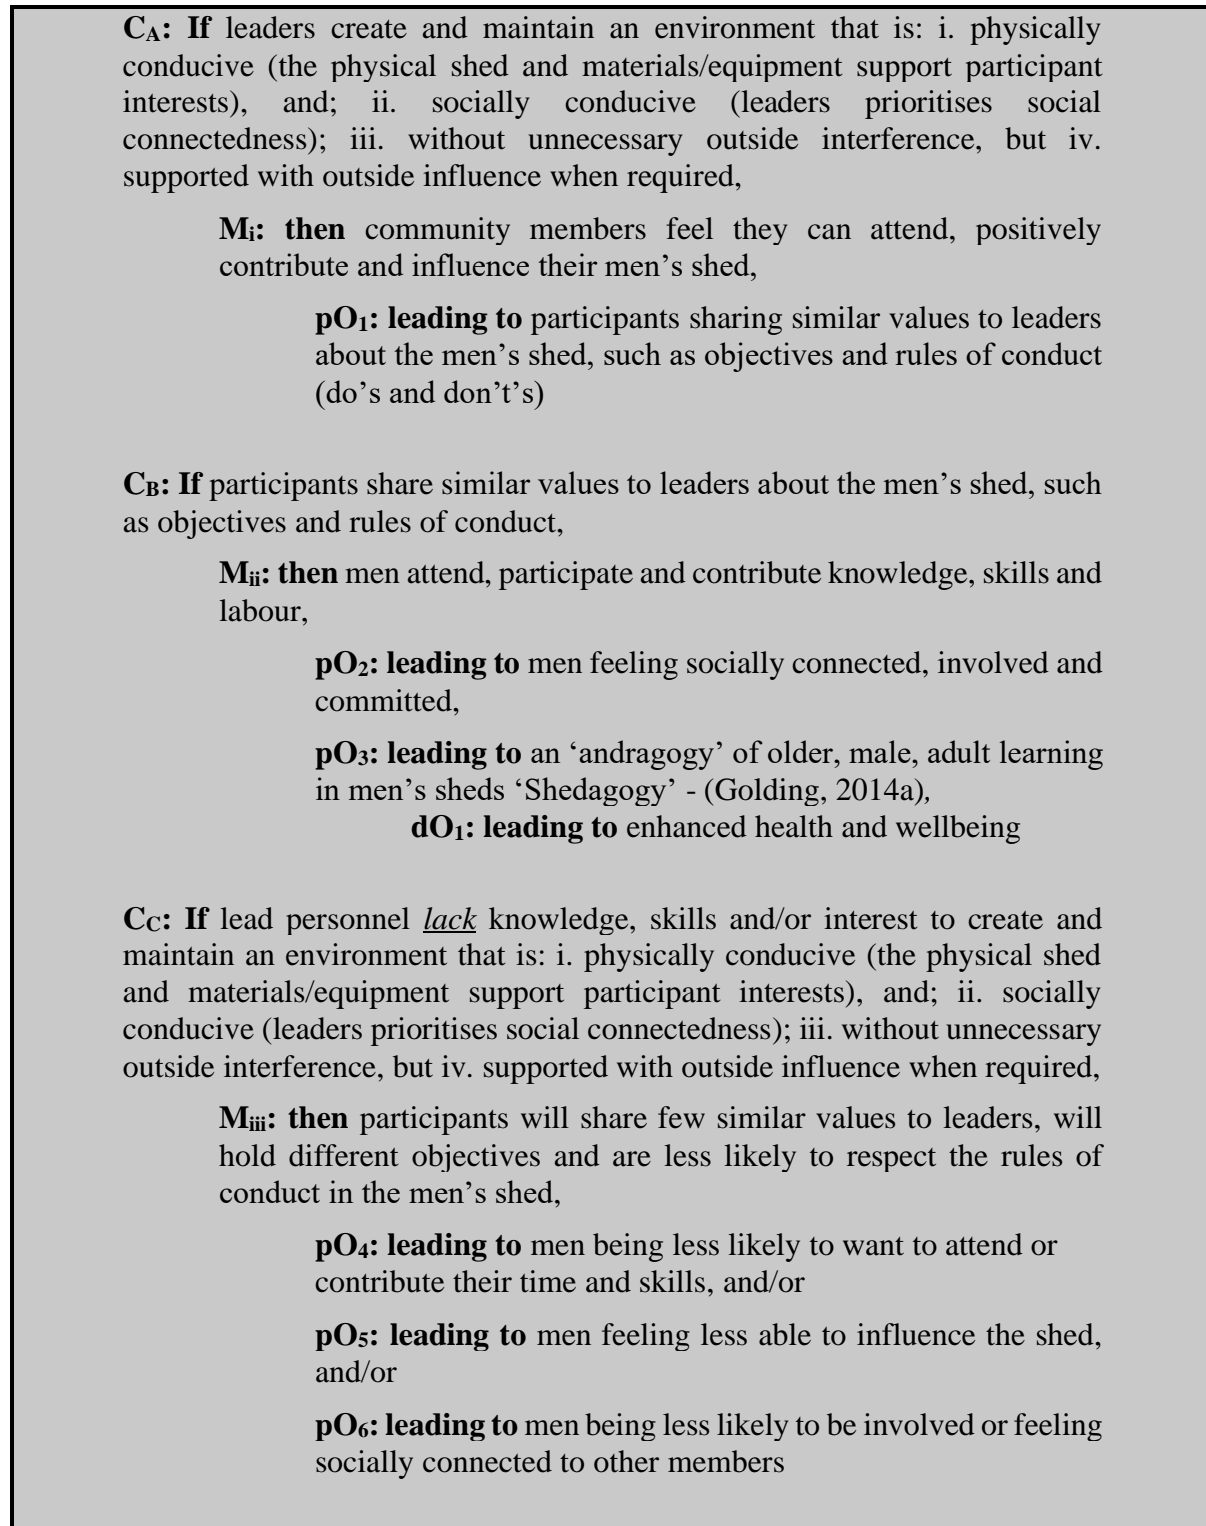 CA: If leaders create and maintain an environment that is: i. physically
conducive (the physical shed and materials/equipment support participant
interests), and; ii. socially conducive (leaders prioritises social
connectedness); iii. without unnecessary outside interference, but iv.
supported with outside influence when required,
Mi: then community members feel they can attend, positively
contribute and influence their men’s shed,
pO1: leading to participants sharing similar values to leaders
about the men’s shed, such as objectives and rules of conduct
(do’s and don’t’s)
CB: If participants share similar values to leaders about the men’s shed, such
as objectives and rules of conduct,
Mii: then men attend, participate and contribute knowledge, skills and
labour,
pO2: leading to men feeling socially connected, involved and
committed,
pO3: leading to an ‘andragogy’ of older, male, adult learning
in men’s sheds ‘Shedagogy’ - (Golding, 2014a),
dO1: leading to enhanced health and wellbeing
CC: If lead personnel lack knowledge, skills and/or interest to create and
maintain an environment that is: i. physically conducive (the physical shed
and materials/equipment support participant interests), and; ii. socially
conducive (leaders prioritises social connectedness); iii. without unnecessary
outside interference, but iv. supported with outside influence when required,
Miii: then participants will share few similar values to leaders, will
hold different objectives and are less likely to respect the rules of
conduct in the men’s shed,
pO4: leading to men being less likely to want to attend or
contribute their time and skills, and/or
pO5: leading to men feeling less able to influence the shed,
and/or
pO6: leading to men being less likely to be involved or feeling
socially connected to other members